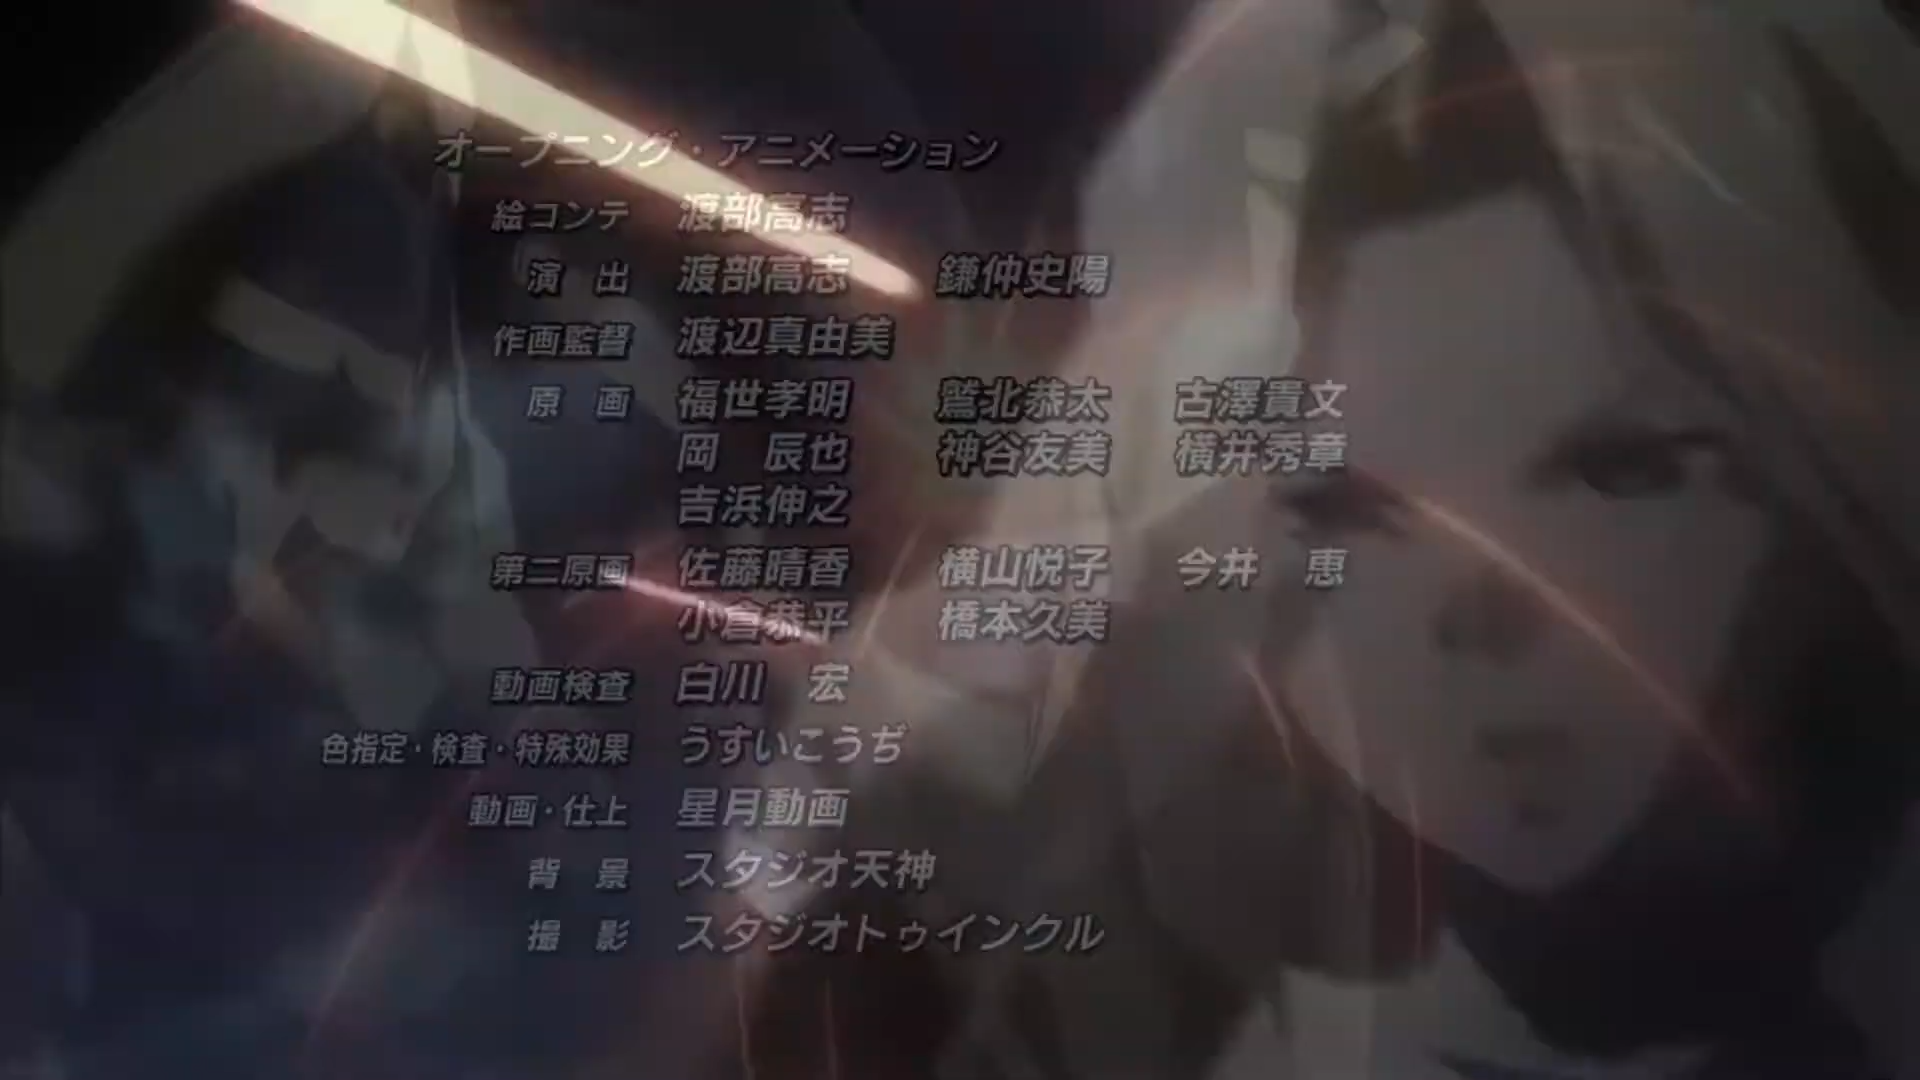 オープニング・アニメーション
絵コンテ 渡部高志
演 出 渡部高志 鎌仲史陽
作画監督 渡辺真由美
原 画 福世孝明 鷲北恭太 古澤貴文
岡 辰也 神谷友美 横井秀章
吉浜伸之
第二原画 佐藤晴香 横山悦子 今井 恵
小倉恭平 橋本久美
動画検査 白川 宏
色指定・検査・特殊効果 うすいこうぢ
動画・仕上 星月動画
背 景 スタジオ天神
撮 影 スタジオトゥインクル